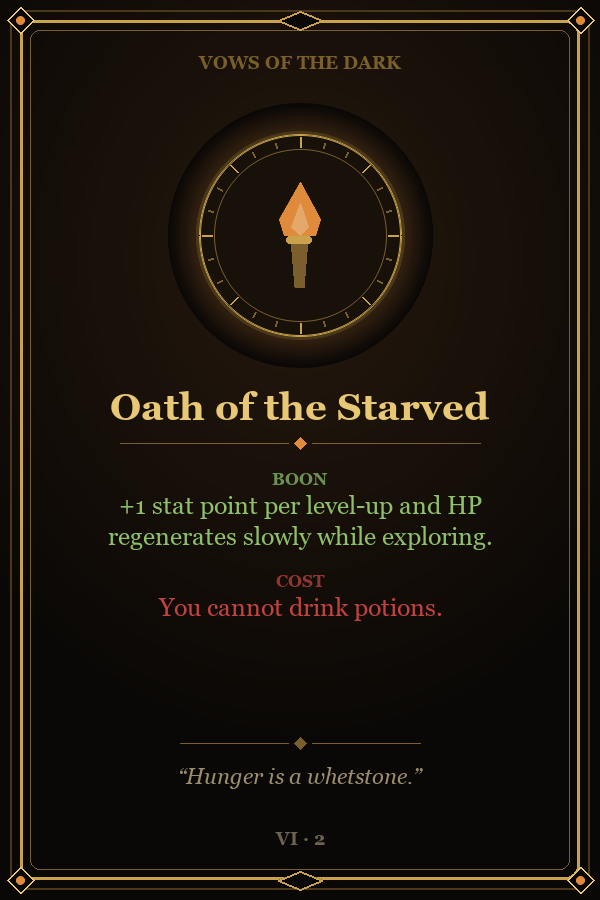 VOWS OF THE DARK
Oath of the Starved
BOON
+1 stat point per level-up and HP
regenerates slowly while exploring.
COST
You cannot drink potions.
“Hunger is a whetstone.”
VI · 2